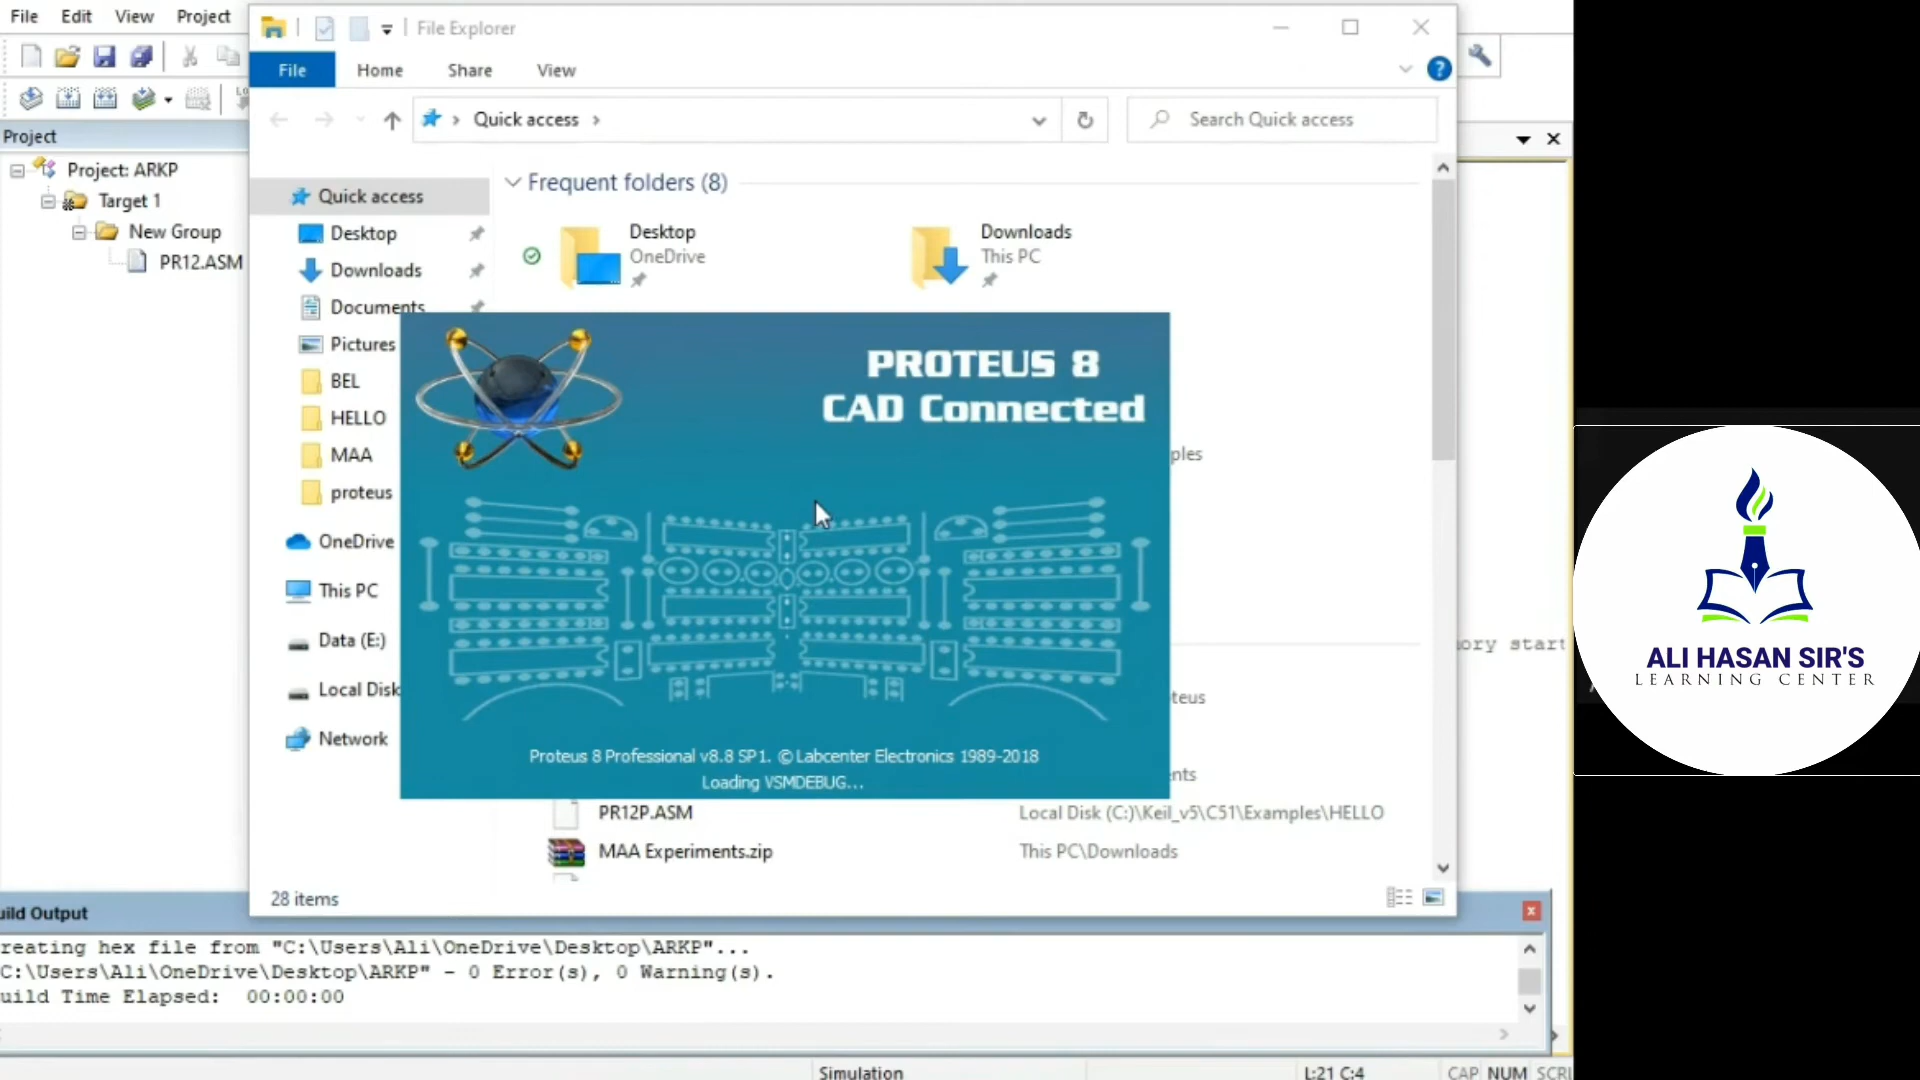 File Edit View Project
File Explorer
File Home Share View
Quick access
Search Quick access
Project
Project: ARKP
Target 1
New Group
PR12.ASM
Quick access
Desktop
Downloads
Documents
Pictures
BEL
HELLO
MAA
proteus
OneDrive
This PC
Data (E:)
Local Disk
Network
Frequent folders (8)
Desktop
OneDrive
Downloads
This PC
PROTEUS 8
CAD Connected
Proteus 8 Professional v8.8 SP1. © Labcenter Electronics 1989-2018
Loading VSMDEBUG...
ples
teus
nts
ory start
PR12P.ASM Local Disk (C:)\Keil_v5\C51\Examples\HELLO
MAA Experiments.zip This PC\Downloads
28 items
uild Output
reating hex file from "C:\Users\Ali\OneDrive\Desktop\ARKP"...
C:\Users\Ali\OneDrive\Desktop\ARKP" - 0 Error(s), 0 Warning(s).
uild Time Elapsed: 00:00:00
Simulation L:21 C:4 CAP NUM SCRL
ALI HASAN SIR'S
LEARNING CENTER